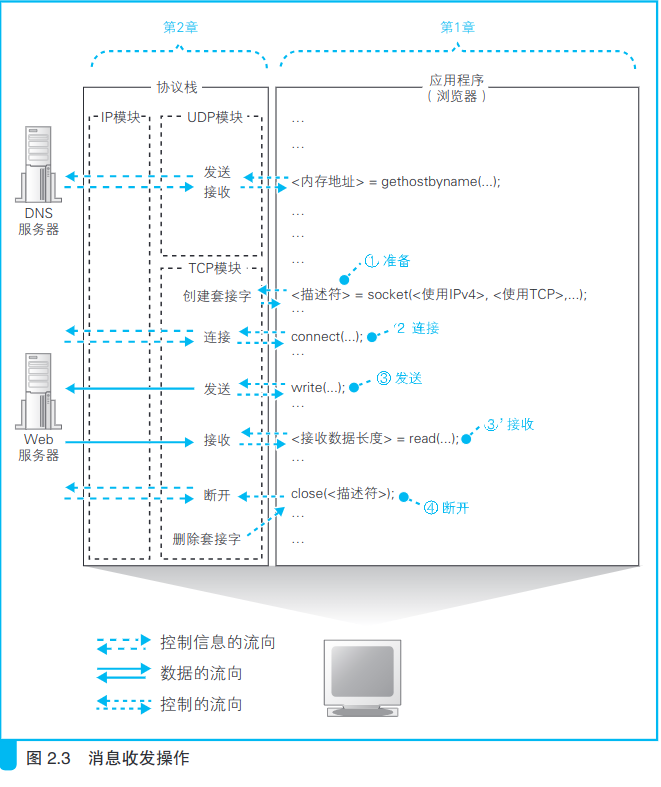 第2章
第1章
协议栈
应用程序
（浏览器）
IP模块
UDP模块
...
...
发送
接收
<内存地址> = gethostbyname(...);
DNS
服务器
...
...
...
TCP模块
① 准备
创建套接字
<描述符> = socket(<使用IPv4>, <使用TCP>,...);
...
连接
connect(...);
2 连接
...
发送
write(...);
③ 发送
...
Web
服务器
接收
<接收数据长度> = read(...);
③' 接收
...
断开
close(<描述符>);
④ 断开
...
删除套接字
...
控制信息的流向
数据的流向
控制的流向
图 2.3 消息收发操作